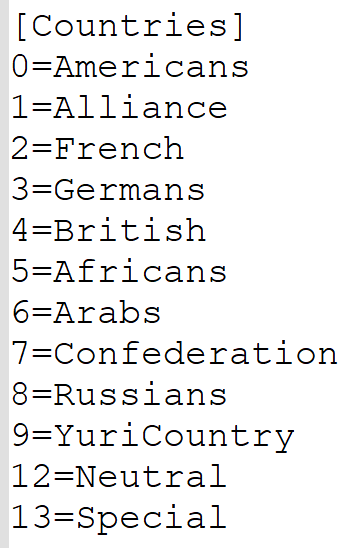 [Countries]
0=Americans
1=Alliance
2=French
3=Germans
4=British
5=Africans
6=Arabs
7=Confederation
8=Russians
9=YuriCountry
12=Neutral
13=Special